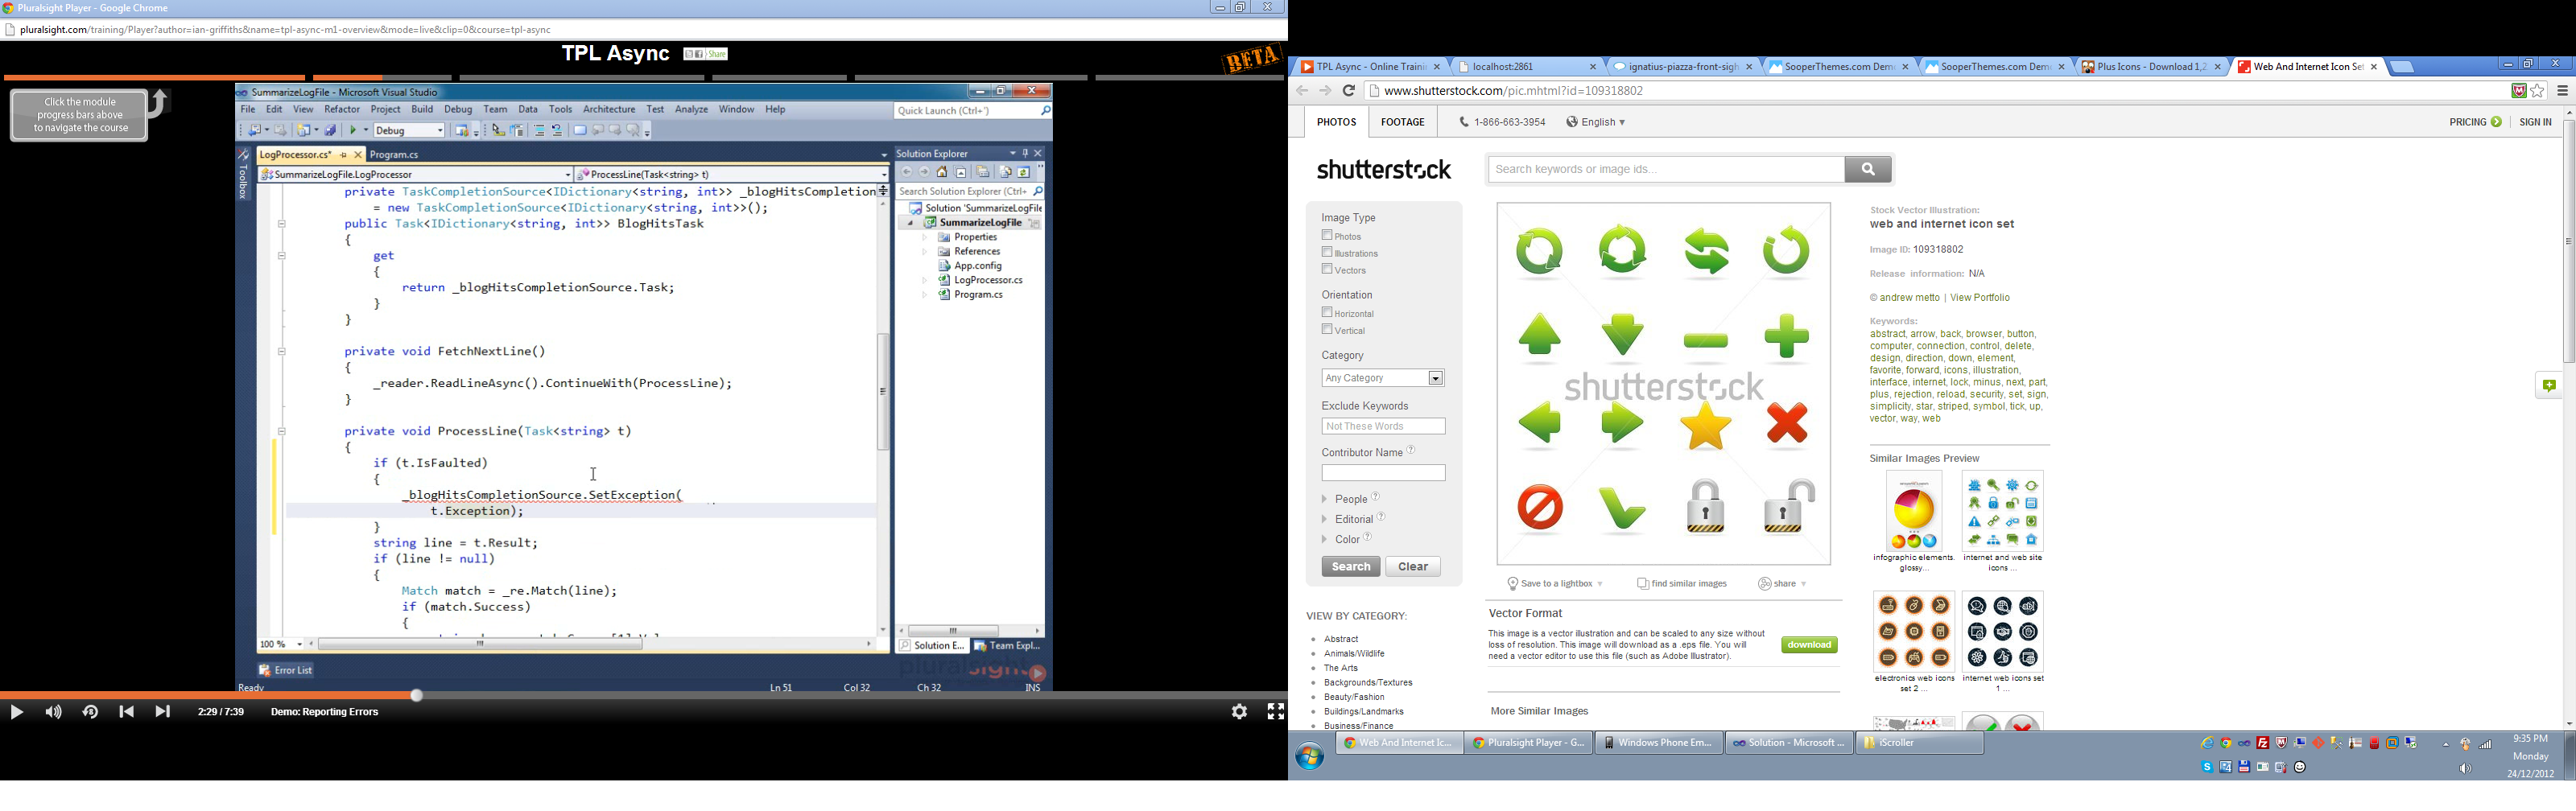 Pluralsight Player - Google Chrome
pluralsight.com/training/Player?author=ian-griffiths&name=tpl-async-m1-overview&mode=live&clip=0&course=tpl-async
TPL Async
Share
BETA
Click the module
progress bars above
to navigate the course
SummarizeLogFile - Microsoft Visual Studio
File Edit View Refactor Project Build Debug Team Data Tools Architecture Test Analyze Window Help
Quick Launch (Ctrl+')
Debug
Toolbox
LogProcessor.cs* Program.cs
SummarizeLogFile.LogProcessor
ProcessLine(Task<string> t)
private TaskCompletionSource<IDictionary<string, int>> _blogHitsCompletion
= new TaskCompletionSource<IDictionary<string, int>>();
public Task<IDictionary<string, int>> BlogHitsTask
{
get
{
return _blogHitsCompletionSource.Task;
}
}
private void FetchNextLine()
{
_reader.ReadLineAsync().ContinueWith(ProcessLine);
}
private void ProcessLine(Task<string> t)
{
if (t.IsFaulted)
{
_blogHitsCompletionSource.SetException(
t.Exception);
}
string line = t.Result;
if (line != null)
{
Match match = _re.Match(line);
if (match.Success)
{
100 %
Solution Explorer
Search Solution Explorer (Ctrl+
Solution 'SummarizeLogFile
SummarizeLogFile
Properties
References
App.config
LogProcessor.cs
Program.cs
Solution E... Team Expl...
Error List
pluralsight
Ready Ln 51 Col 32 Ch 32 INS
2:29 / 7:39 Demo: Reporting Errors
TPL Async - Online Traini
localhost:2861
ignatius-piazza-front-sigh
SooperThemes.com Dem
SooperThemes.com Dem
Plus Icons - Download 1,2
Web And Internet Icon Se
www.shutterstock.com/pic.mhtml?id=109318802
PHOTOS FOOTAGE 1-866-663-3954 English PRICING SIGN IN
shutterstock
Search keywords or image ids...
Image Type
Photos
Illustrations
Vectors
Orientation
Horizontal
Vertical
Category
Any Category
Exclude Keywords
Not These Words
Contributor Name
People
Editorial
Color
Search Clear
VIEW BY CATEGORY:
Abstract
Animals/Wildlife
The Arts
Backgrounds/Textures
Beauty/Fashion
Buildings/Landmarks
Business/Finance
shutterstock
Save to a lightbox find similar images share
Vector Format
This image is a vector illustration and can be scaled to any size without
loss of resolution. This image will download as a .eps file. You will
need a vector editor to use this file (such as Adobe Illustrator).
download
More Similar Images
Stock Vector Illustration:
web and internet icon set
Image ID: 109318802
Release information: N/A
© andrew metto | View Portfolio
Keywords:
abstract, arrow, back, browser, button,
computer, connection, control, delete,
design, direction, down, element,
favorite, forward, icons, illustration,
interface, internet, lock, minus, next, part,
plus, rejection, reload, security, set, sign,
simplicity, star, striped, symbol, tick, up,
vector, way, web
Similar Images Preview
infographic elements.
glossy...
internet and web site
icons ...
electronics web icons
set 2 ...
internet web icons set
1 ...
Web And Internet Ic...
Pluralsight Player - G...
Windows Phone Em...
Solution - Microsoft ...
iScroller
9:35 PM
Monday
24/12/2012